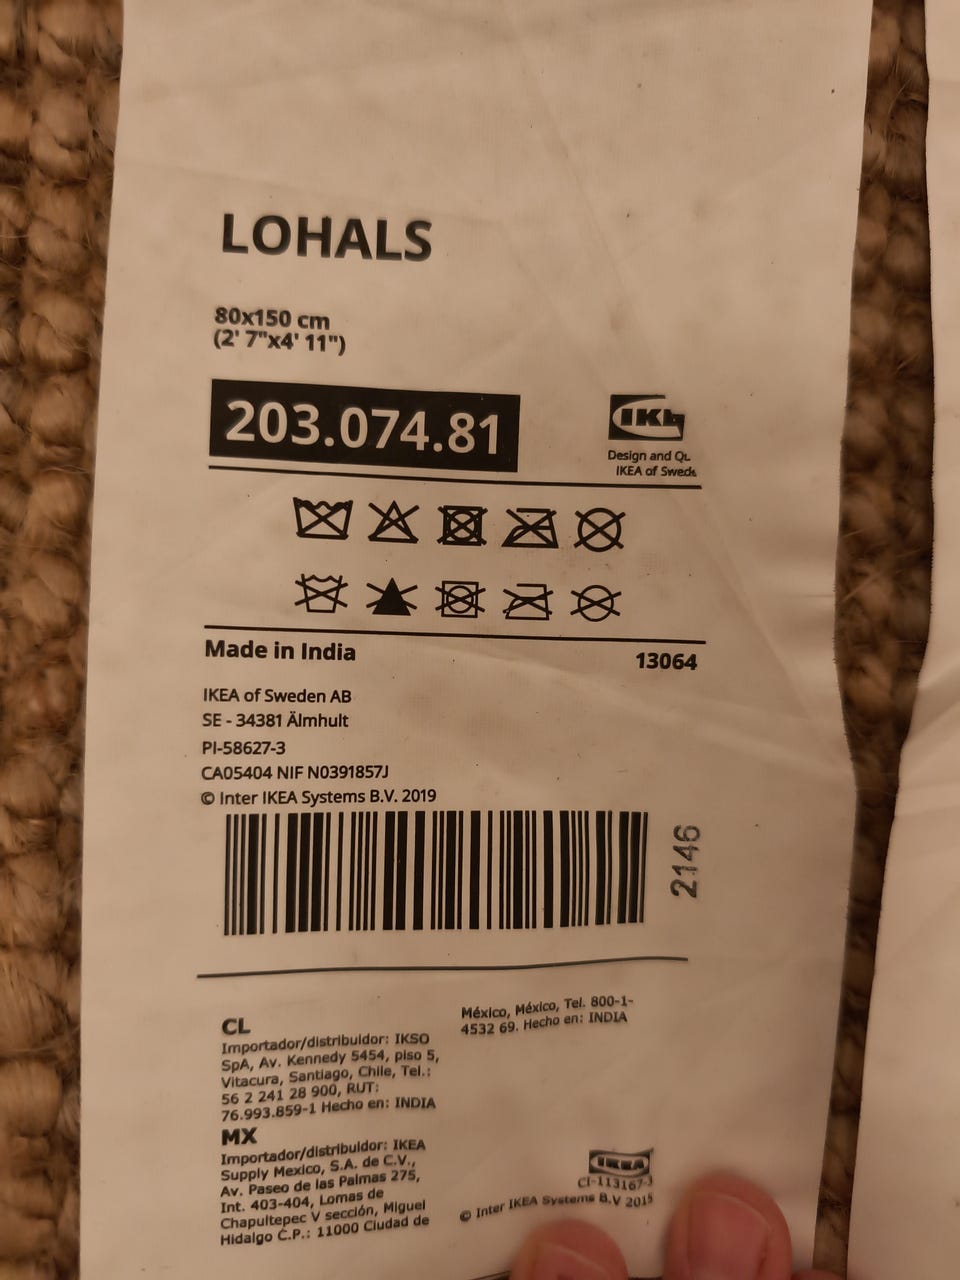 LOHALS
80x150 cm
(2' 7"x4' 11")
203.074.81
Design and
IKEA of
Made in India
13064
IKEA of Sweden AB
SE - 34381 Älmhult
PI-58627-3
CA05404 NIF N0391857J
© Inter IKEA Systems B.V. 2019
2146
CL
Importador/distribuidor: IKSO
SpA, Av. Kennedy 5454, piso 5,
Vitacura, Santiago, Chile, Tel.:
56 2 241 28 900, RUT:
76.993.859-1 Hecho en: INDIA
MX
Importador/distribuidor: IKEA
Supply Mexico, S.A. de C.V.,
Av. Paseo de las Palmas 275,
Int. 403-404, Lomas de
Chapultepec V sección, Miguel
Hidalgo C.P.: 11000 Ciudad de
México, México, Tel. 800-1-
4532 69. Hecho en: INDIA
IKEA
CI-113167-3
© Inter IKEA Systems B.V 2015